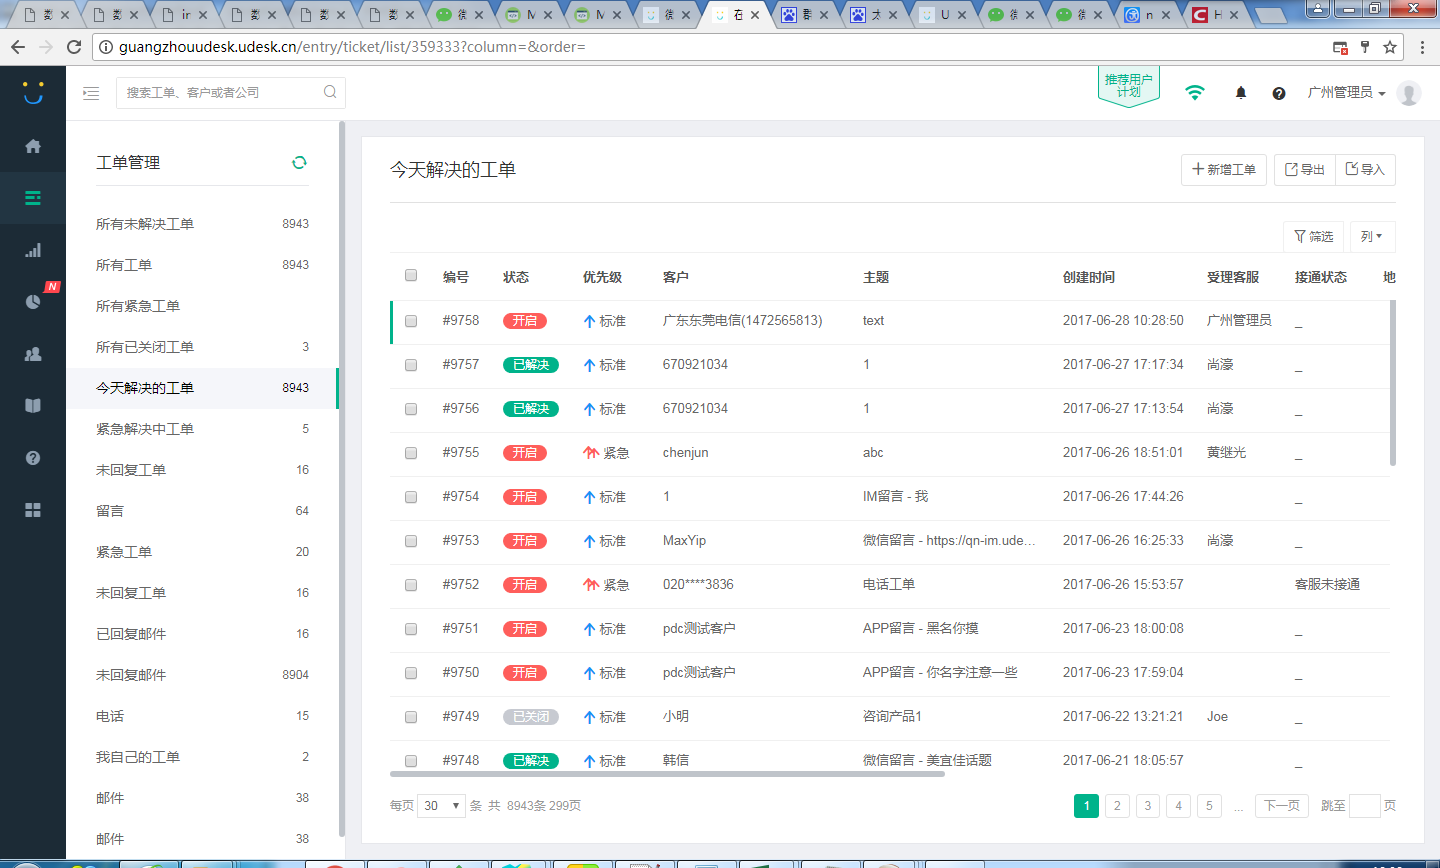 guangzhouudesk.udesk.cn/entry/ticket/list/359333?column=&order=
搜索工单、客户或者公司
推荐用户
计划
广州管理员
N
工单管理
所有未解决工单 8943
所有工单 8943
所有紧急工单
所有已关闭工单 3
今天解决的工单 8943
紧急解决中工单 5
未回复工单 16
留言 64
紧急工单 20
未回复工单 16
已回复邮件 16
未回复邮件 8904
电话 15
我自己的工单 2
邮件 38
邮件 38
今天解决的工单
新增工单 导出 导入
筛选 列
编号 状态 优先级 客户 主题 创建时间 受理客服 接通状态 地
#9758 开启 标准 广东东莞电信(1472565813) text 2017-06-28 10:28:50 广州管理员 _
#9757 已解决 标准 670921034 1 2017-06-27 17:17:34 尚濠 _
#9756 已解决 标准 670921034 1 2017-06-27 17:13:54 尚濠 _
#9755 开启 紧急 chenjun abc 2017-06-26 18:51:01 黄继光 _
#9754 开启 标准 1 IM留言 - 我 2017-06-26 17:44:26 _
#9753 开启 标准 MaxYip 微信留言 - https://qn-im.ude... 2017-06-26 16:25:33 尚濠 _
#9752 开启 紧急 020****3836 电话工单 2017-06-26 15:53:57 客服未接通
#9751 开启 标准 pdc测试客户 APP留言 - 黑名你摸 2017-06-23 18:00:08 _
#9750 开启 标准 pdc测试客户 APP留言 - 你名字注意一些 2017-06-23 17:59:04 _
#9749 已关闭 标准 小明 咨询产品1 2017-06-22 13:21:21 Joe _
#9748 已解决 标准 韩信 微信留言 - 美宜佳话题 2017-06-21 18:05:57 _
每页 30 条 共 8943条 299页
1 2 3 4 5 ... 下一页 跳至 页